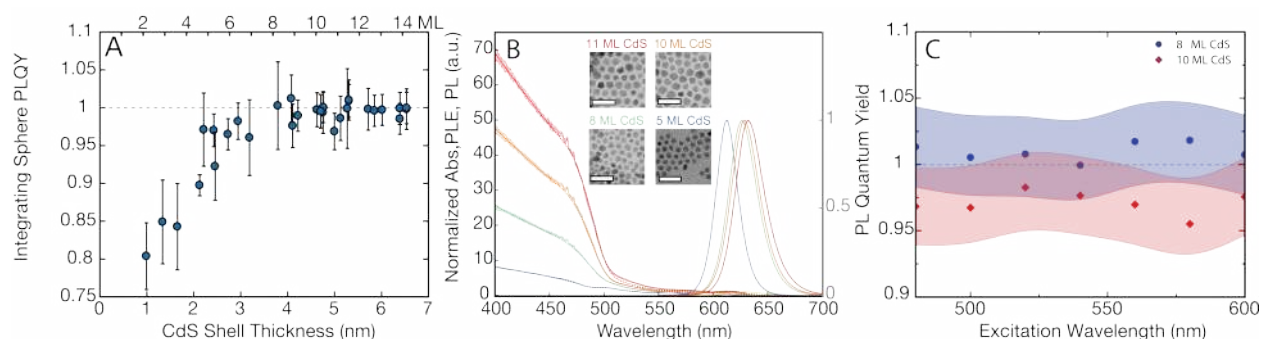 2 4 6 8 10 12 14 ML
A
1.1
1.05
1
0.95
0.9
0.85
0.8
0.75
Integrating Sphere PLQY
0 1 2 3 4 5 6 7
CdS Shell Thickness (nm)
B
11 ML CdS 10 ML CdS
8 ML CdS 5 ML CdS
70
60
50
40
30
20
10
0
Normalized Abs,PLE, PL (a.u.)
1
0.5
0
400 450 500 550 600 650 700
Wavelength (nm)
C
8 ML CdS
10 ML CdS
1.1
1.05
1
0.95
0.9
PL Quantum Yield
500 550 600
Excitation Wavelength (nm)